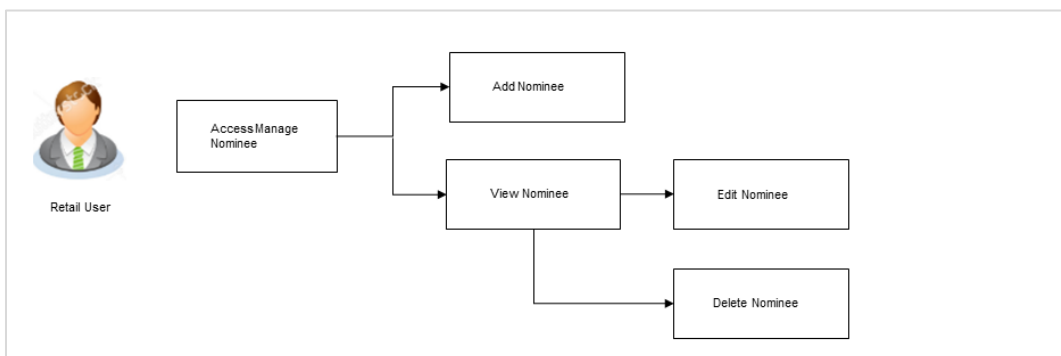 Add Nominee
AccessManage
Nominee
View Nominee
Edit Nominee
Retail User
Delete Nominee